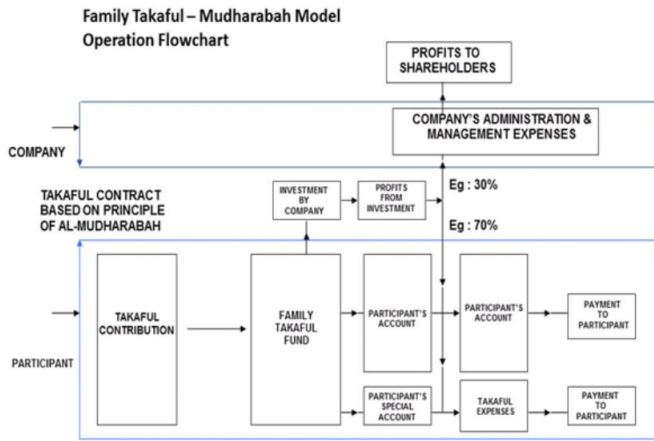 Family Takaful – Mudharabah Model
Operation Flowchart
PROFITS TO
SHAREHOLDERS
COMPANY'S ADMINISTRATION &
MANAGEMENT EXPENSES
COMPANY
TAKAFUL CONTRACT
BASED ON PRINCIPLE
OF AL-MUDHARABAH
INVESTMENT
BY
COMPANY
PROFITS
FROM
INVESTMENT
Eg : 30%
Eg : 70%
TAKAFUL
CONTRIBUTION
FAMILY
TAKAFUL
FUND
PARTICIPANT'S
ACCOUNT
PARTICIPANT'S
ACCOUNT
PAYMENT
TO
PARTICIPANT
PARTICIPANT
PARTICIPANT'S
SPECIAL
ACCOUNT
TAKAFUL
EXPENSES
PAYMENT
TO
PARTICIPANT